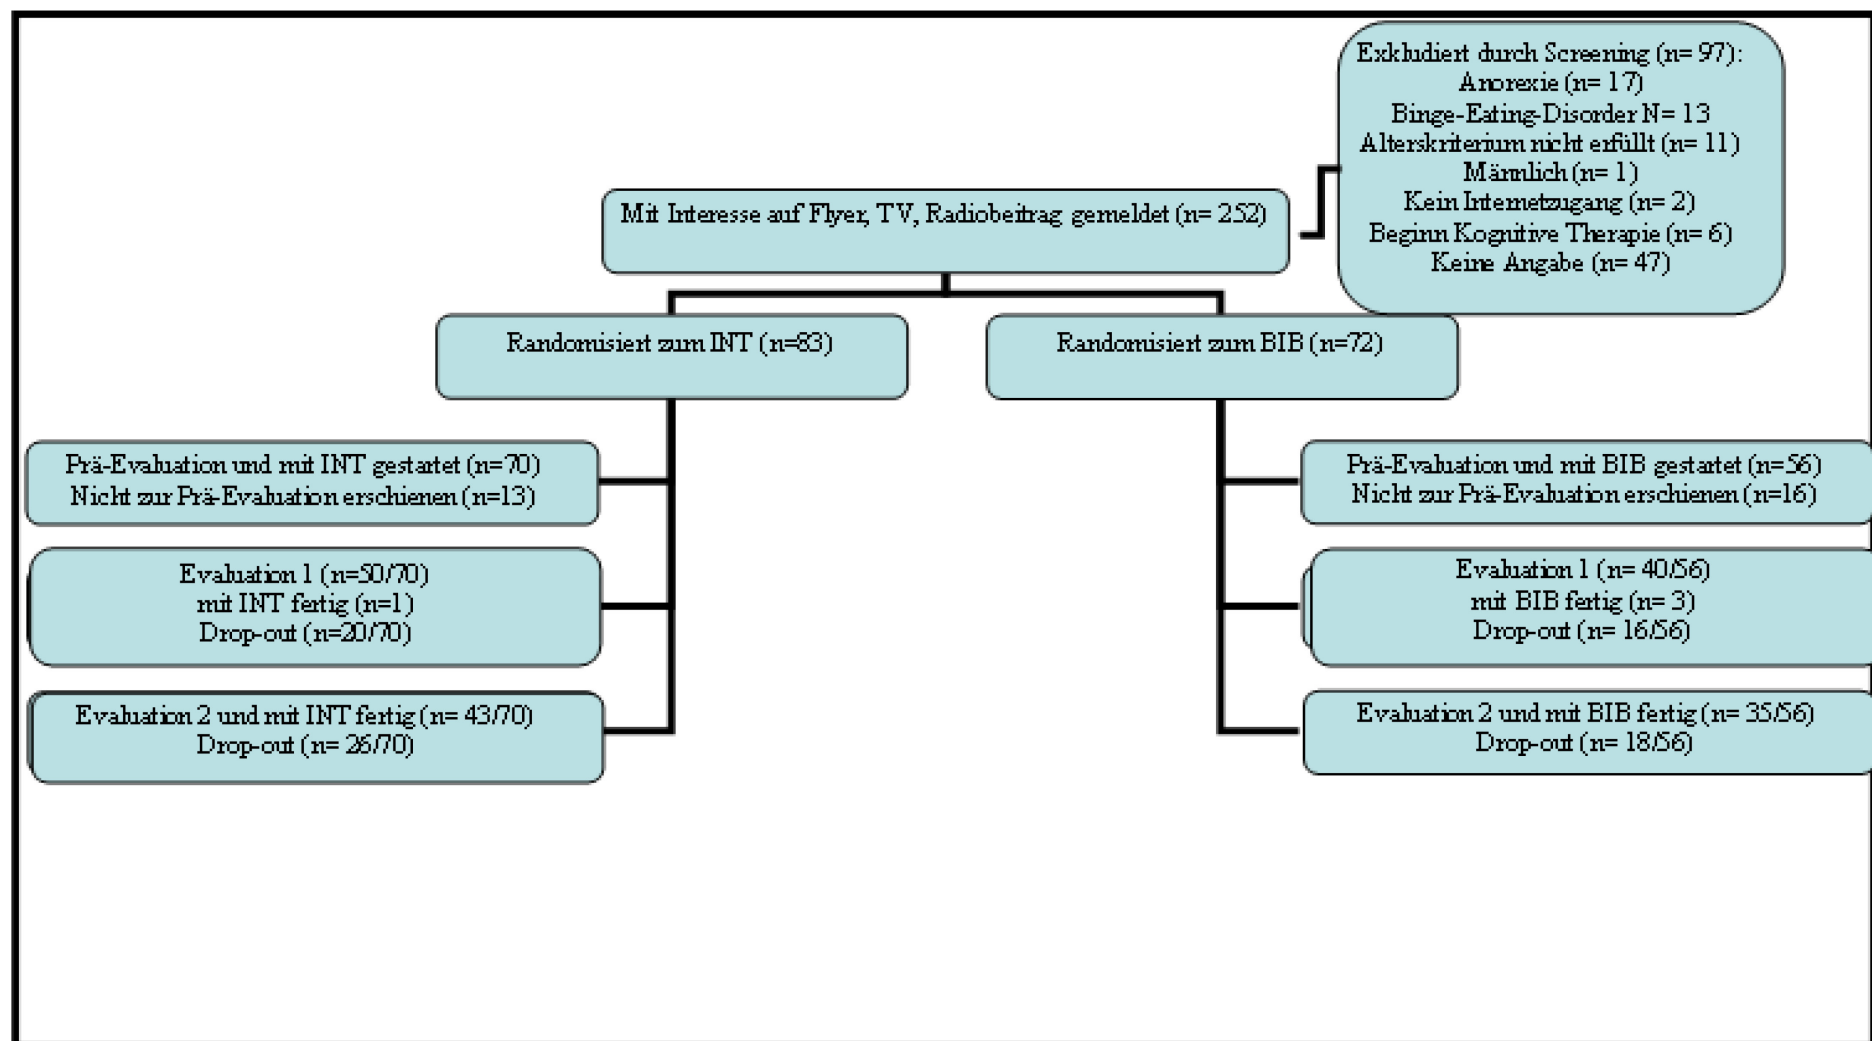 Exkludiert durch Screening (n= 97):
Anorexie (n= 17)
Binge-Eating-Disorder N= 13
Alterskriterium nicht erfüllt (n= 11)
Männlich (n= 1)
Kein Internetzugang (n= 2)
Beginn Kognitive Therapie (n= 6)
Keine Angabe (n= 47)
Mit Interesse auf Flyer, TV, Radiobeitrag gemeldet (n= 252)
Randomisiert zum INT (n=83)
Randomisiert zum BIB (n=72)
Prä-Evaluation und mit INT gestartet (n=70)
Nicht zur Prä-Evaluation erschienen (n=13)
Prä-Evaluation und mit BIB gestartet (n=56)
Nicht zur Prä-Evaluation erschienen (n=16)
Evaluation 1 (n=50/70)
mit INT fertig (n=1)
Drop-out (n=20/70)
Evaluation 1 (n= 40/56)
mit BIB fertig (n= 3)
Drop-out (n= 16/56)
Evaluation 2 und mit INT fertig (n= 43/70)
Drop-out (n= 26/70)
Evaluation 2 und mit BIB fertig (n= 35/56)
Drop-out (n= 18/56)